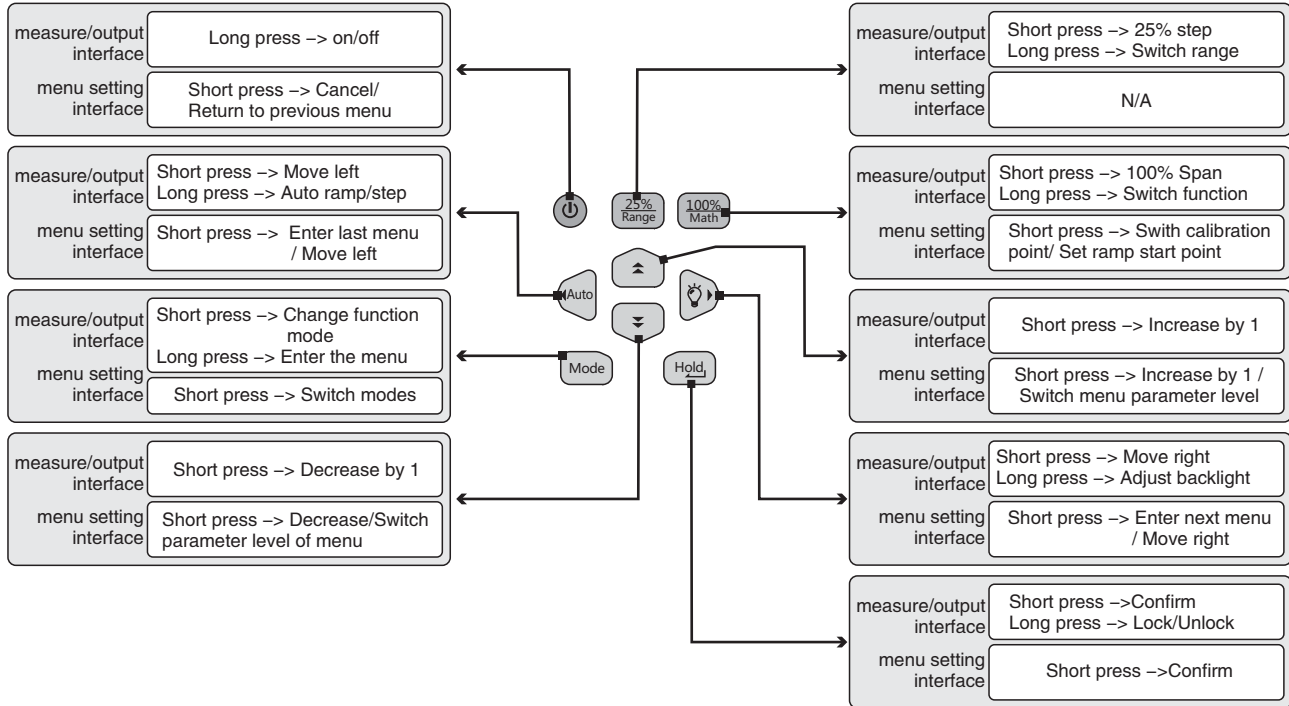 measure/output
interface
Long press –> on/off
menu setting
interface
Short press –> Cancel/
Return to previous menu
measure/output
interface
Short press –> Move left
Long press –> Auto ramp/step
menu setting
interface
Short press –> Enter last menu
/ Move left
measure/output
interface
Short press –> Change function
mode
Long press –> Enter the menu
menu setting
interface
Short press –> Switch modes
measure/output
interface
Short press –> Decrease by 1
menu setting
interface
Short press –> Decrease/Switch
parameter level of menu
25%
Range
100%
Math
Auto
Mode
Hold
measure/output
interface
Short press –> 25% step
Long press –> Switch range
menu setting
interface
N/A
measure/output
interface
Short press –> 100% Span
Long press –> Switch function
menu setting
interface
Short press –> Swith calibration
point/ Set ramp start point
measure/output
interface
Short press –> Increase by 1
menu setting
interface
Short press –> Increase by 1 /
Switch menu parameter level
measure/output
interface
Short press –> Move right
Long press –> Adjust backlight
menu setting
interface
Short press –> Enter next menu
/ Move right
measure/output
interface
Short press –>Confirm
Long press –> Lock/Unlock
menu setting
interface
Short press –>Confirm